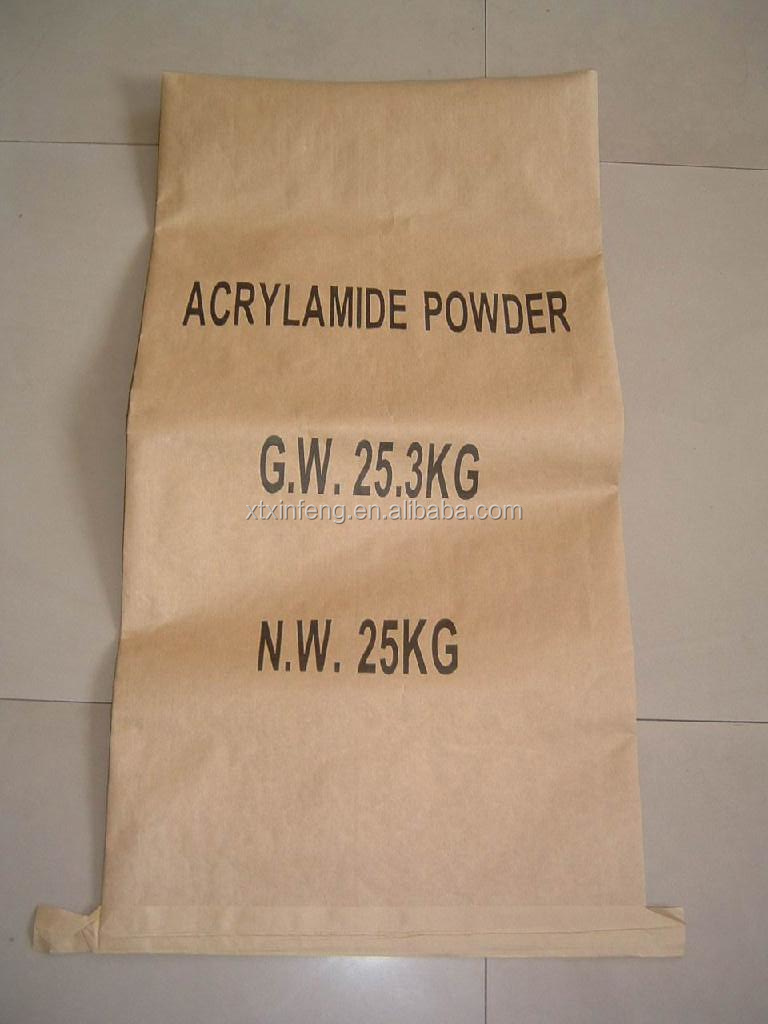 ACRYLAMIDE POWDER
G.W. 25.3KG
xtxinfeng.en.alibaba.com
N.W. 25KG